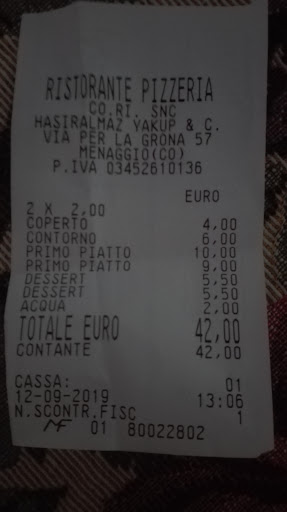 RISTORANTE PIZZERIA
CO.RI. SNC
HASIRALMAZ YAKUP & C.
VIA PER LA GRONA 57
MENAGGIO(CO)
P.IVA 03452610136
EURO
2 X 2,00
COPERTO 4,00
CONTORNO 6,00
PRIMO PIATTO 10,00
PRIMO PIATTO 9,00
DESSERT 5,50
DESSERT 5,50
ACQUA 2,00
TOTALE EURO 42,00
CONTANTE 42,00
CASSA: 01
12-09-2019 13:06
N.SCONTR.FISC 1
MF 01 80022802